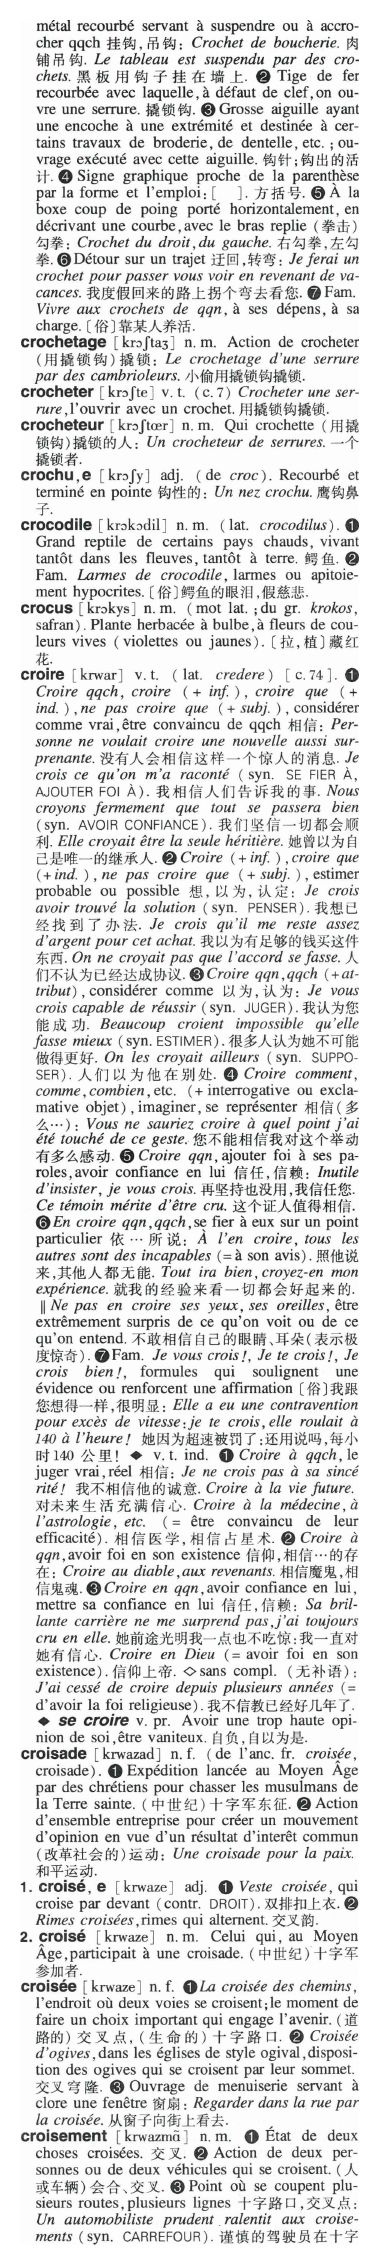 métal recourbé servant à suspendre ou à accro-
cher qqch 挂钩,吊钩: Crochet de boucherie. 肉
铺吊钩. Le tableau est suspendu par des cro-
chets. 黑板用钩子挂在墙上. ❷ Tige de fer
recourbée avec laquelle,à défaut de clef,on ou-
vre une serrure. 撬锁钩. ❸ Grosse aiguille ayant
une encoche à une extrémité et destinée à cer-
tains travaux de broderie, de dentelle, etc. ; ou-
vrage exécuté avec cette aiguille. 钩针;钩出的活
计. ❹ Signe graphique proche de la parenthèse
par la forme et l'emploi:[ ]. 方括号. ❺ À la
boxe coup de poing porté horizontalement, en
décrivant une courbe,avec le bras replie (拳击)
勾拳: Crochet du droit,du gauche. 右勾拳,左勾
拳. ❻ Détour sur un trajet 迂回,转弯: Je ferai un
crochet pour passer vous voir en revenant de va-
cances. 我度假回来的路上拐个弯去看您. ❼ Fam.
Vivre aux crochets de qqn, à ses dépens, à sa
charge. [俗]靠某人养活.
crochetage [krɔʃtaʒ] n. m. Action de crocheter
(用撬锁钩)撬锁: Le crochetage d'une serrure
par des cambrioleurs. 小偷用撬锁钩撬锁.
crocheter [krɔʃte] v. t. (c. 7) Crocheter une ser-
rure,l'ouvrir avec un crochet. 用撬锁钩撬锁.
crocheteur [krɔʃtœr] n. m. Qui crochette (用撬
锁钩)撬锁的人: Un crocheteur de serrures. 一个
撬锁者.
crochu,e [krɔʃy] adj. (de croc). Recourbé et
terminé en pointe 钩性的: Un nez crochu. 鹰钩鼻
子.
crocodile [krɔkɔdil] n. m. (lat. crocodilus). ❶
Grand reptile de certains pays chauds, vivant
tantôt dans les fleuves, tantôt à terre. 鳄鱼. ❷
Fam. Larmes de crocodile, larmes ou apitoie-
ment hypocrites. [俗]鳄鱼的眼泪,假慈悲.
crocus [krɔkys] n. m. (mot lat. ;du gr. krokos,
safran). Plante herbacée à bulbe,à fleurs de cou-
leurs vives (violettes ou jaunes). [拉,植]藏红
花.
croire [krwar] v. t. (lat. credere) [c. 74]. ❶
Croire qqch, croire (+ inf. ), croire que (+
ind. ), ne pas croire que (+ subj. ), considérer
comme vrai,être convaincu de qqch 相信: Per-
sonne ne voulait croire une nouvelle aussi sur-
prenante. 没有人会相信这样一个惊人的消息. Je
crois ce qu'on m'a raconté (syn. SE FIER À,
AJOUTER FOI À). 我相信人们告诉我的事. Nous
croyons fermement que tout se passera bien
(syn. AVOIR CONFIANCE). 我们坚信一切都会顺
利. Elle croyait être la seule héritière. 她曾以为自
己是唯一的继承人. ❷ Croire (+inf. ),croire que
(+ind. ), ne pas croire que (+ subj. ), estimer
probable ou possible 想,以为,认定: Je crois
avoir trouvé la solution (syn. PENSER). 我想已
经找到了办法. Je crois qu'il me reste assez
d'argent pour cet achat. 我以为有足够的钱买这件
东西. On ne croyait pas que l'accord se fasse. 人
们不认为已经达成协议. ❸ Croire qqn,qqch (+at-
tribut), considérer comme 以为,认为: Je vous
crois capable de réussir (syn. JUGER). 我认为您
能成功. Beaucoup croient impossible qu'elle
fasse mieux (syn. ESTIMER). 很多人认为她不可能
做得更好. On les croyait ailleurs (syn. SUPPO-
SER). 人们以为他在别处. ❹ Croire comment,
comme,combien,etc. (+ interrogative ou excla-
mative objet), imaginer, se représenter 相信(多
么…): Vous ne sauriez croire à quel point j'ai
été touché de ce geste. 您不能相信我对这个举动
有多么感动. ❺ Croire qqn, ajouter foi à ses pa-
roles,avoir confiance en lui 信任,信赖: Inutile
d'insister, je vous crois. 再坚持也没用,我信任您.
Ce témoin mérite d'être cru. 这个证人值得相信.
❻ En croire qqn,qqch,se fier à eux sur un point
particulier 依…所说: À l'en croire, tous les
autres sont des incapables (=à son avis). 照他说
来,其他人都无能. Tout ira bien,croyez-en mon
expérience. 就我的经验来看一切都会好起来的.
‖ Ne pas en croire ses yeux, ses oreilles, être
extrêmement surpris de ce qu'on voit ou de ce
qu'on entend. 不敢相信自己的眼睛、耳朵(表示极
度惊奇). ❼ Fam. Je vous crois!, Je te crois!, Je
crois bien!, formules qui soulignent une
évidence ou renforcent une affirmation [俗]我跟
您想得一样,很明显: Elle a eu une contravention
pour excès de vitesse:je te crois,elle roulait à
140 à l'heure! 她因为超速被罚了;还用说吗,每小
时140 公里! ◆ v. t. ind. ❶ Croire à qqch, le
juger vrai,réel 相信: Je ne crois pas à sa sincé
rité! 我不相信他的诚意. Croire à la vie future.
对未来生活充满信心. Croire à la médecine, à
l'astrologie, etc. (= être convaincu de leur
efficacité). 相信医学,相信占星术. ❷ Croire à
qqn,avoir foi en son existence 信仰,相信…的存
在: Croire au diable,aux revenants. 相信魔鬼,相
信鬼魂. ❸ Croire en qqn,avoir confiance en lui,
mettre sa confiance en lui 信任,信赖: Sa bril-
lante carrière ne me surprend pas,j'ai toujours
cru en elle. 她前途光明我一点也不吃惊:我一直对
她有信心. Croire en Dieu (= avoir foi en son
existence). 信仰上帝. ◇ sans compl. (无补语):
J'ai cessé de croire depuis plusieurs années (=
d'avoir la foi religieuse). 我不信教已经好几年了.
◆ se croire v. pr. Avoir une trop haute opi-
nion de soi,être vaniteux. 自负,自以为是.
croisade [krwazad] n. f. (de l'anc. fr. croisée,
croisade). ❶ Expédition lancée au Moyen Âge
par des chrétiens pour chasser les musulmans de
la Terre sainte. (中世纪)十字军东征. ❷ Action
d'ensemble entreprise pour créer un mouvement
d'opinion en vue d'un résultat d'interêt commun
(改革社会的)运动: Une croisade pour la paix.
和平运动.
1. croisé, e [krwaze] adj. ❶ Veste croisée, qui
croise par devant (contr. DROIT). 双排扣上衣. ❷
Rimes croisées,rimes qui alternent. 交叉韵.
2. croisé [krwaze] n. m. Celui qui, au Moyen
Âge,participait à une croisade. (中世纪)十字军
参加者.
croisée [krwaze] n. f. ❶ La croisée des chemins,
l'endroit où deux voies se croisent;le moment de
faire un choix important qui engage l'avenir. (道
路的)交叉点,(生命的)十字路口. ❷ Croisée
d'ogives,dans les églises de style ogival,disposi-
tion des ogives qui se croisent par leur sommet.
交叉穹隆. ❸ Ouvrage de menuiserie servant à
clore une fenêtre 窗扇: Regarder dans la rue par
la croisée. 从窗子向街上看去.
croisement [krwazmɑ̃] n. m. ❶ État de deux
choses croisées. 交叉. ❷ Action de deux per-
sonnes ou de deux véhicules qui se croisent. (人
或车辆)会合、交叉. ❸ Point où se coupent plu-
sieurs routes,plusieurs lignes 十字路口,交叉点:
Un automobiliste prudent ralentit aux croise-
ments (syn. CARREFOUR). 谨慎的驾驶员在十字